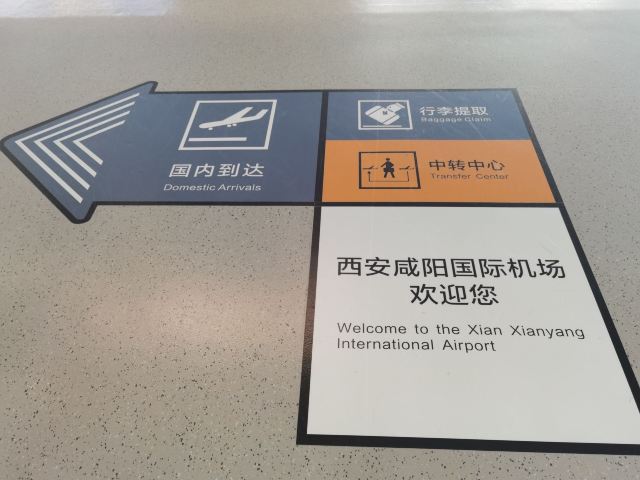 国内到达
Domestic Arrivals
行李提取
Baggage Claim
中转中心
Transfer Center
西安咸阳国际机场
欢迎您
Welcome to the Xian Xianyang
International Airport